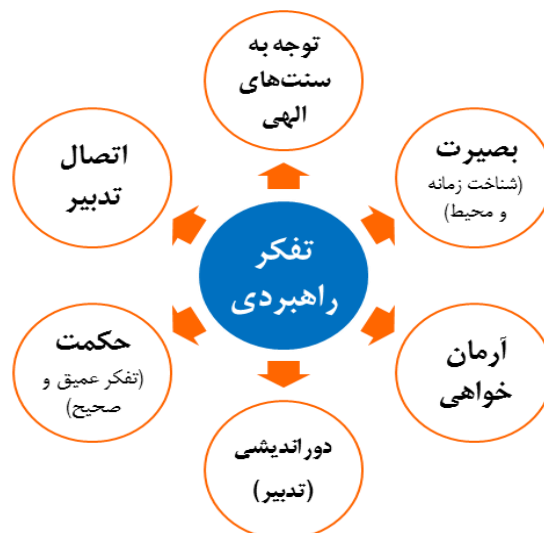 توجه به
سنت‌های
الهی
بصیرت
(شناخت زمانه
و محیط)
آرمان
خواهی
دوراندیشی
(تدبیر)
حکمت
(تفکر عمیق و
صحیح)
اتصال
تدبیر
تفکر
راهبردی